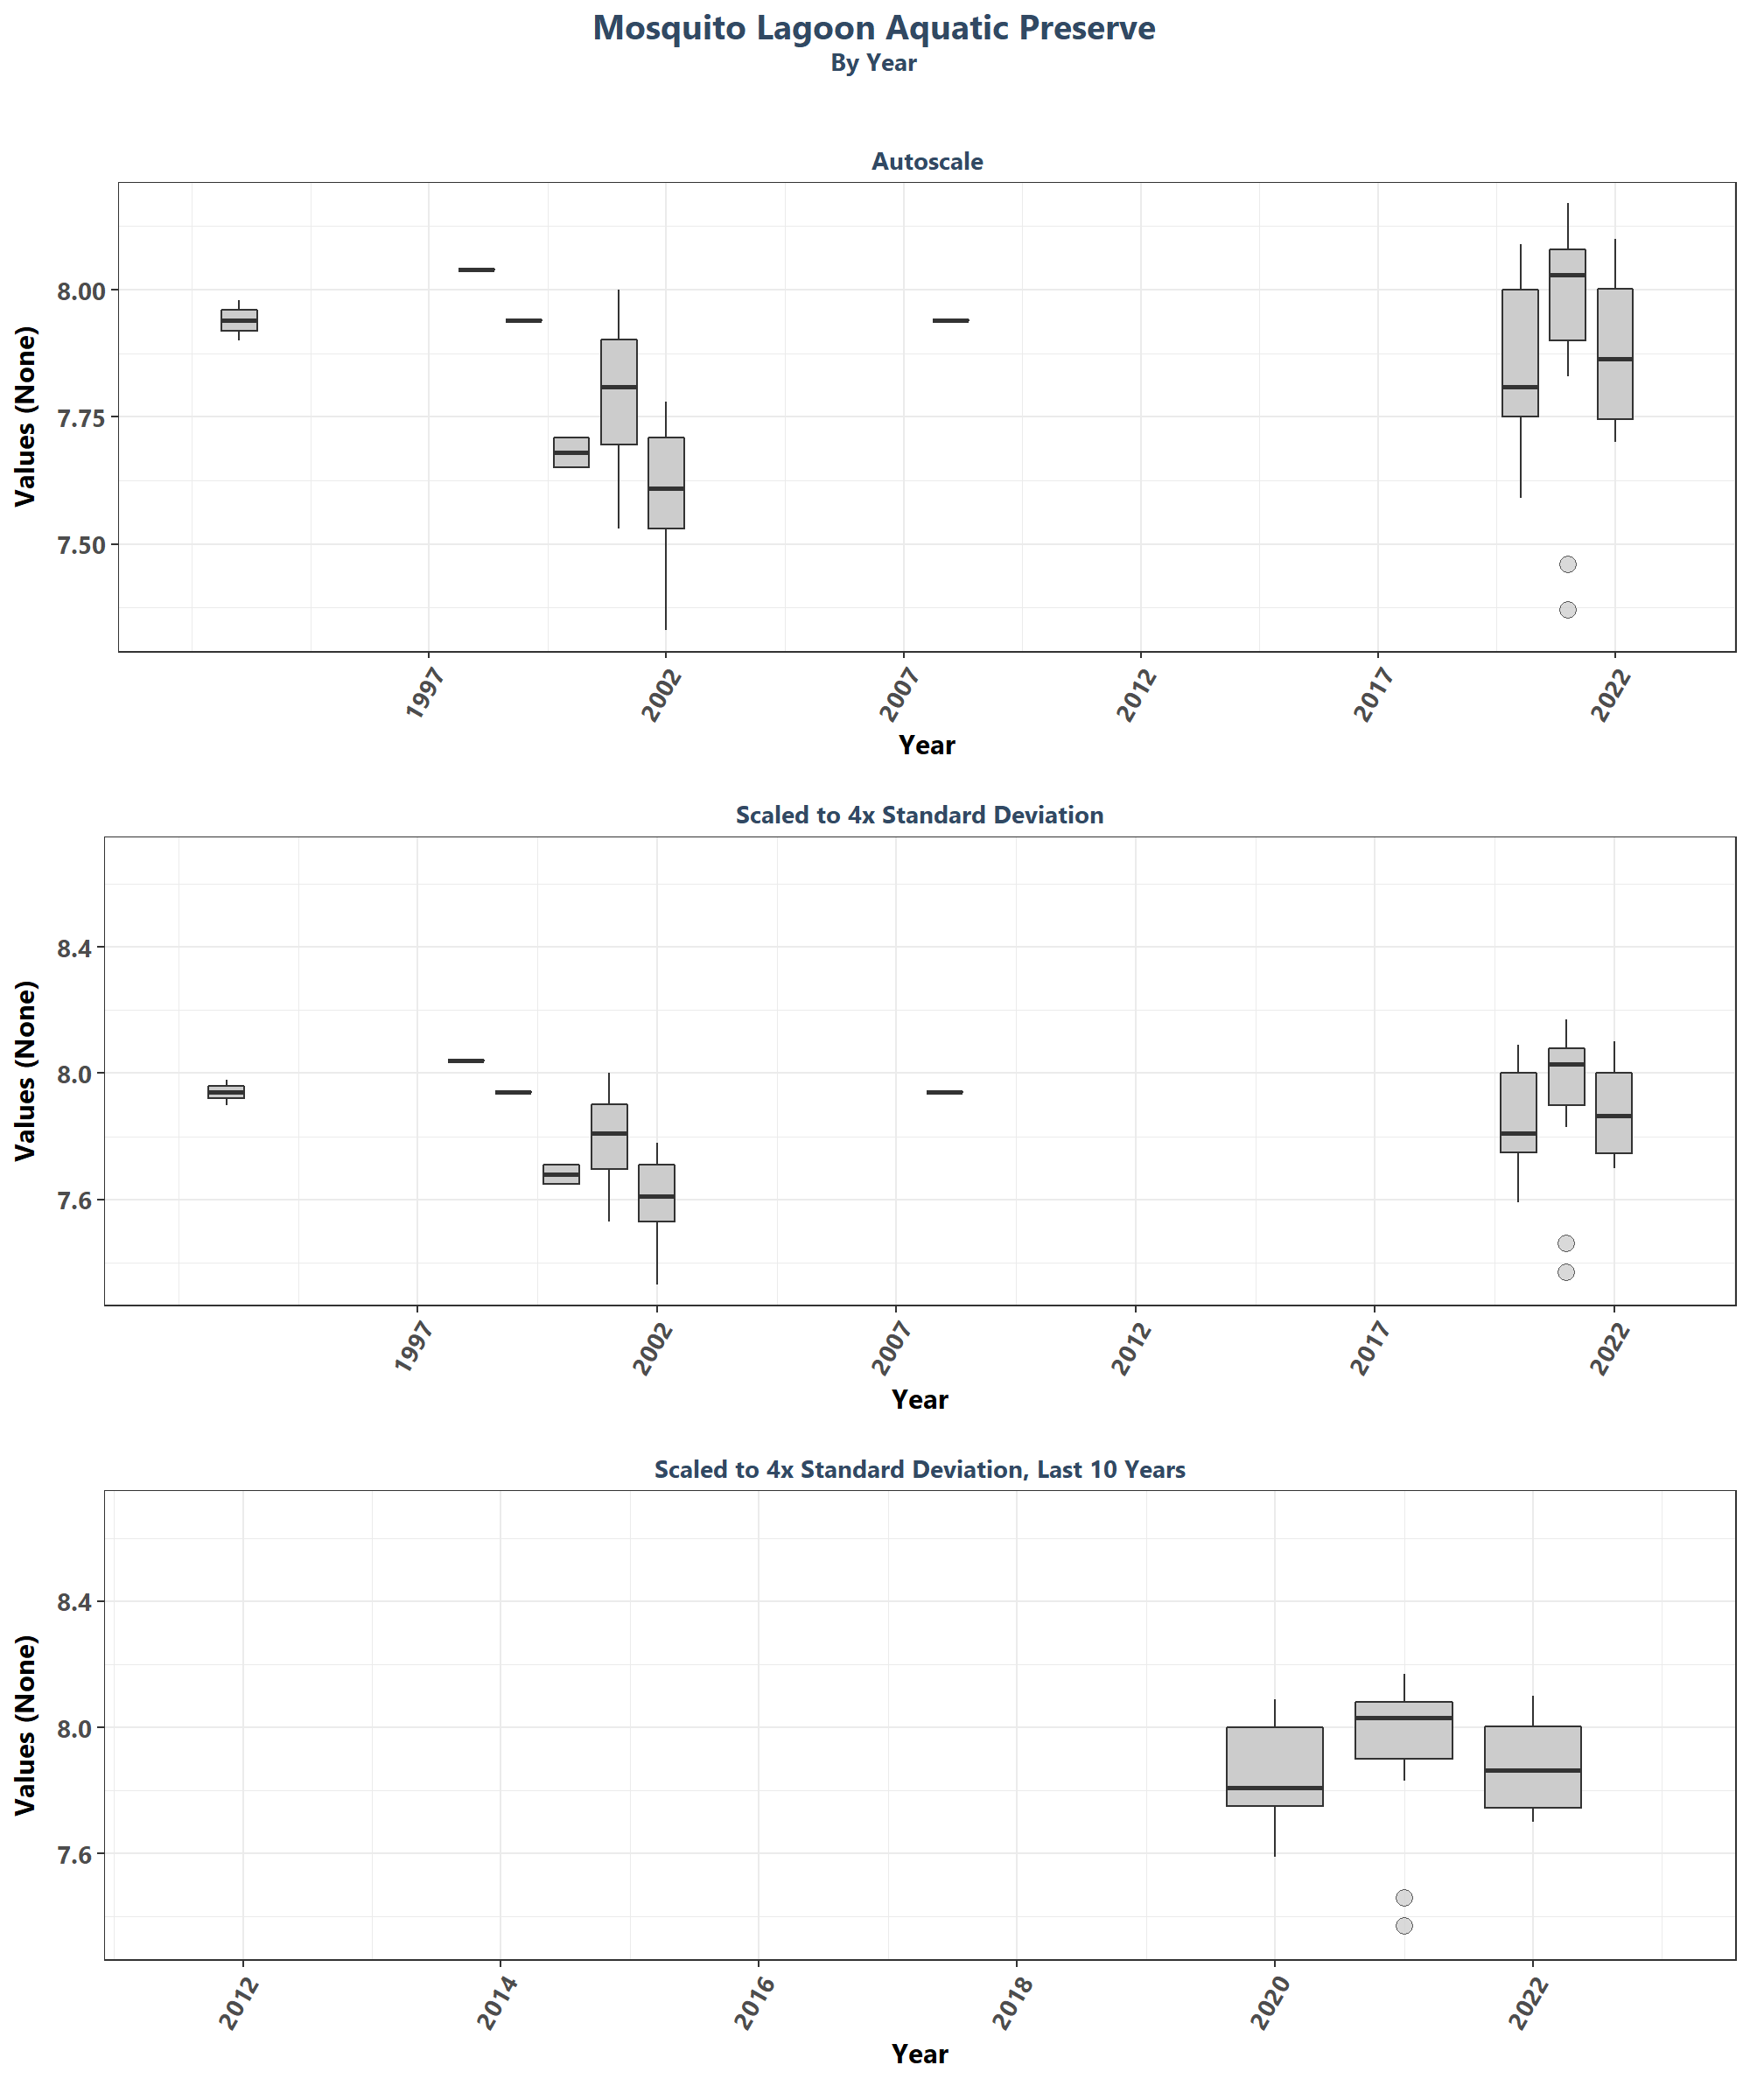 Mosquito Lagoon Aquatic Preserve
By Year
Autoscale
Values (None)
8.00
7.75
7.50
1997 2002 2007 2012 2017 2022
Year
Scaled to 4x Standard Deviation
Values (None)
8.4
8.0
7.6
1997 2002 2007 2012 2017 2022
Year
Scaled to 4x Standard Deviation, Last 10 Years
Values (None)
8.4
8.0
7.6
2012 2014 2016 2018 2020 2022
Year